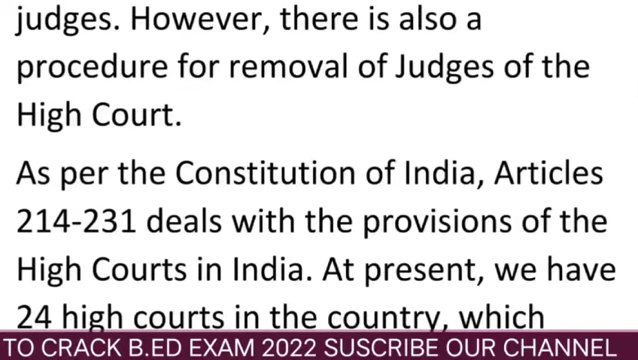 judges. However, there is also a
procedure for removal of Judges of the
High Court.
As per the Constitution of India, Articles
214-231 deals with the provisions of the
High Courts in India. At present, we have
24 high courts in the country, which
TO CRACK B.ED EXAM 2022 SUSCRIBE OUR CHANNEL